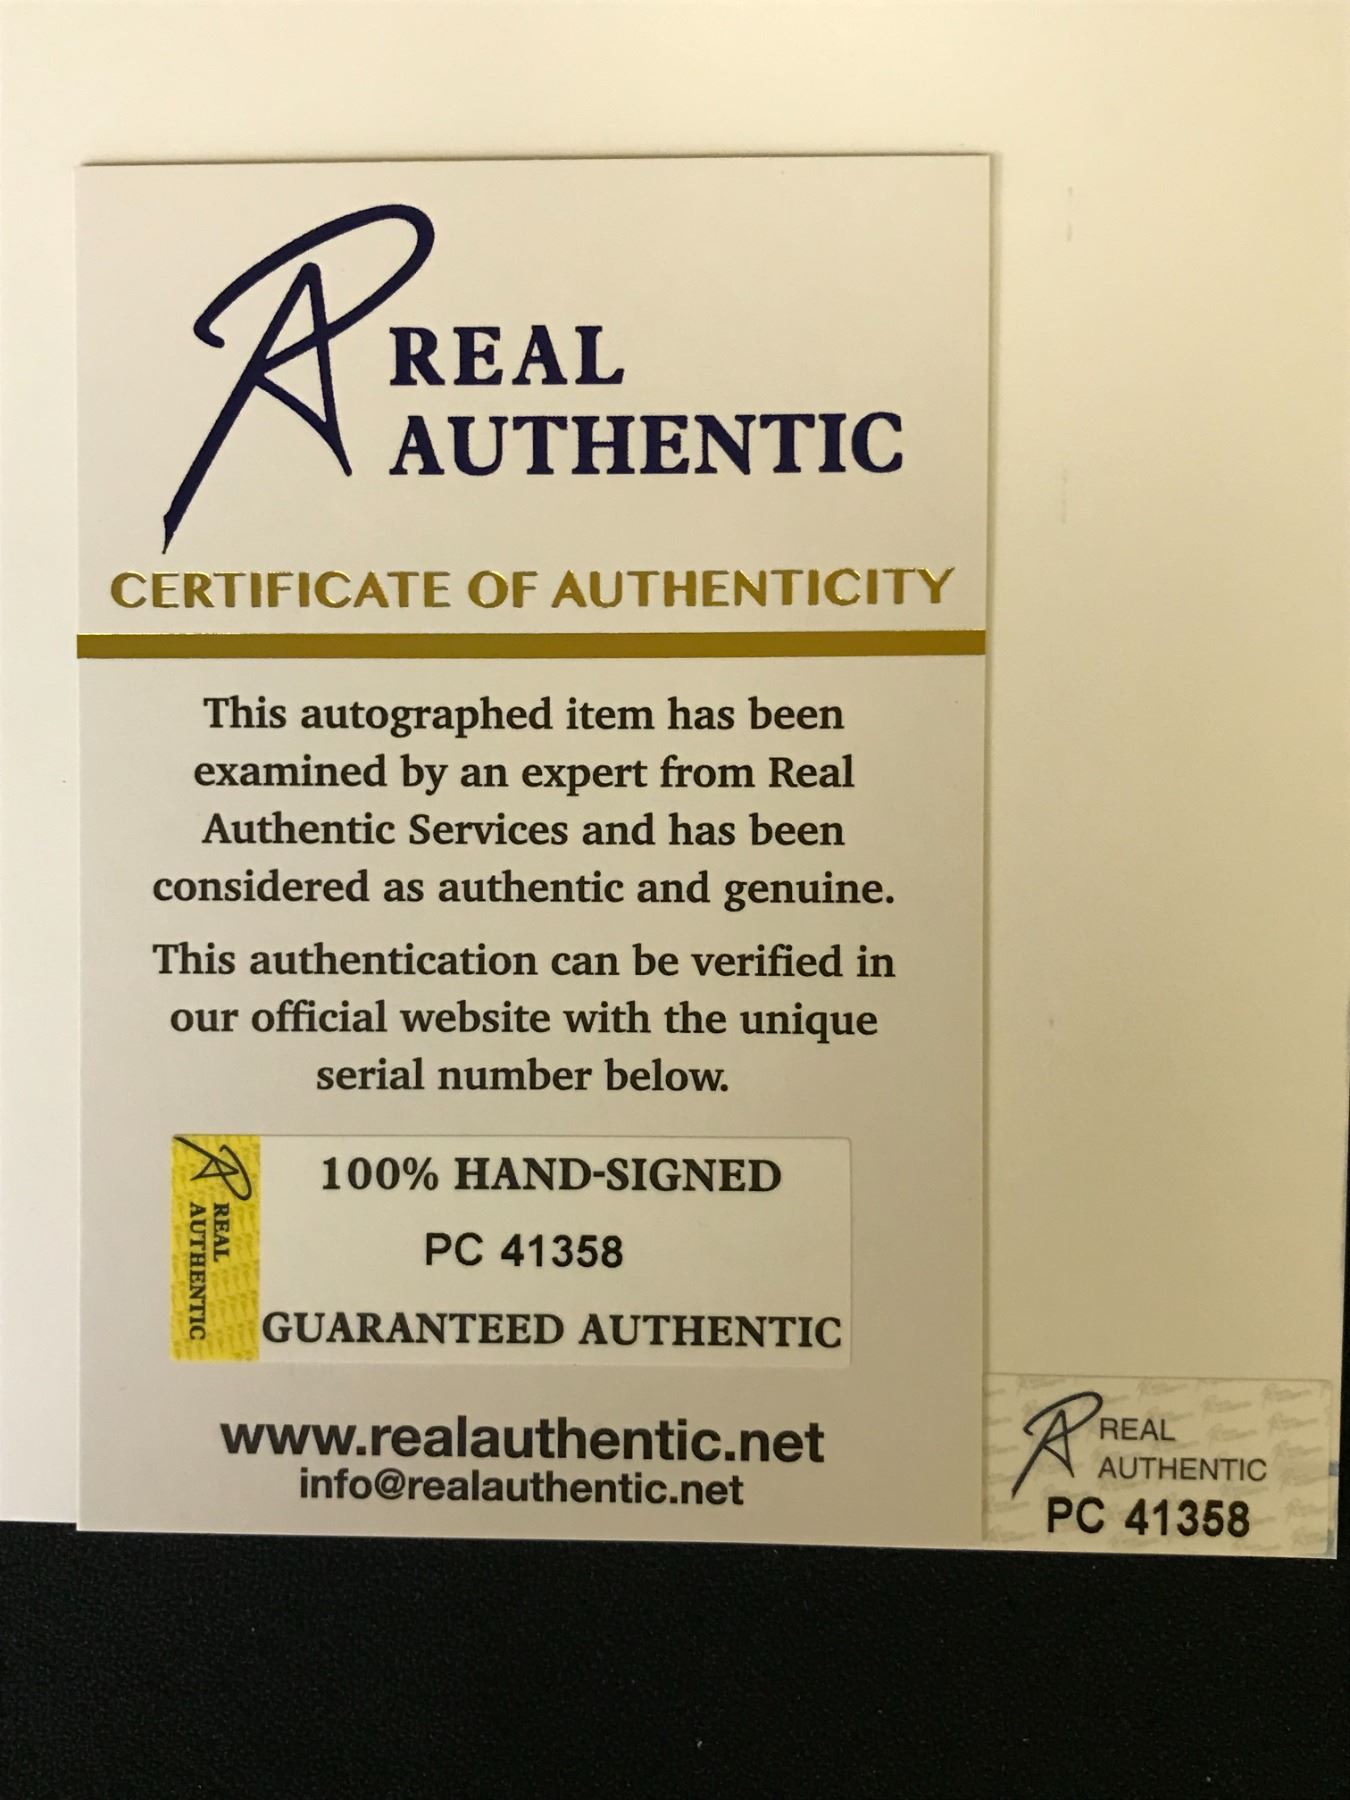 REAL
AUTHENTIC
CERTIFICATE OF AUTHENTICITY
This autographed item has been
examined by an expert from Real
Authentic Services and has been
considered as authentic and genuine.
This authentication can be verified in
our official website with the unique
serial number below.
REAL
AUTHENTIC
100% HAND-SIGNED
PC 41358
GUARANTEED AUTHENTIC
www.realauthentic.net
info@realauthentic.net
REAL
AUTHENTIC
PC 41358